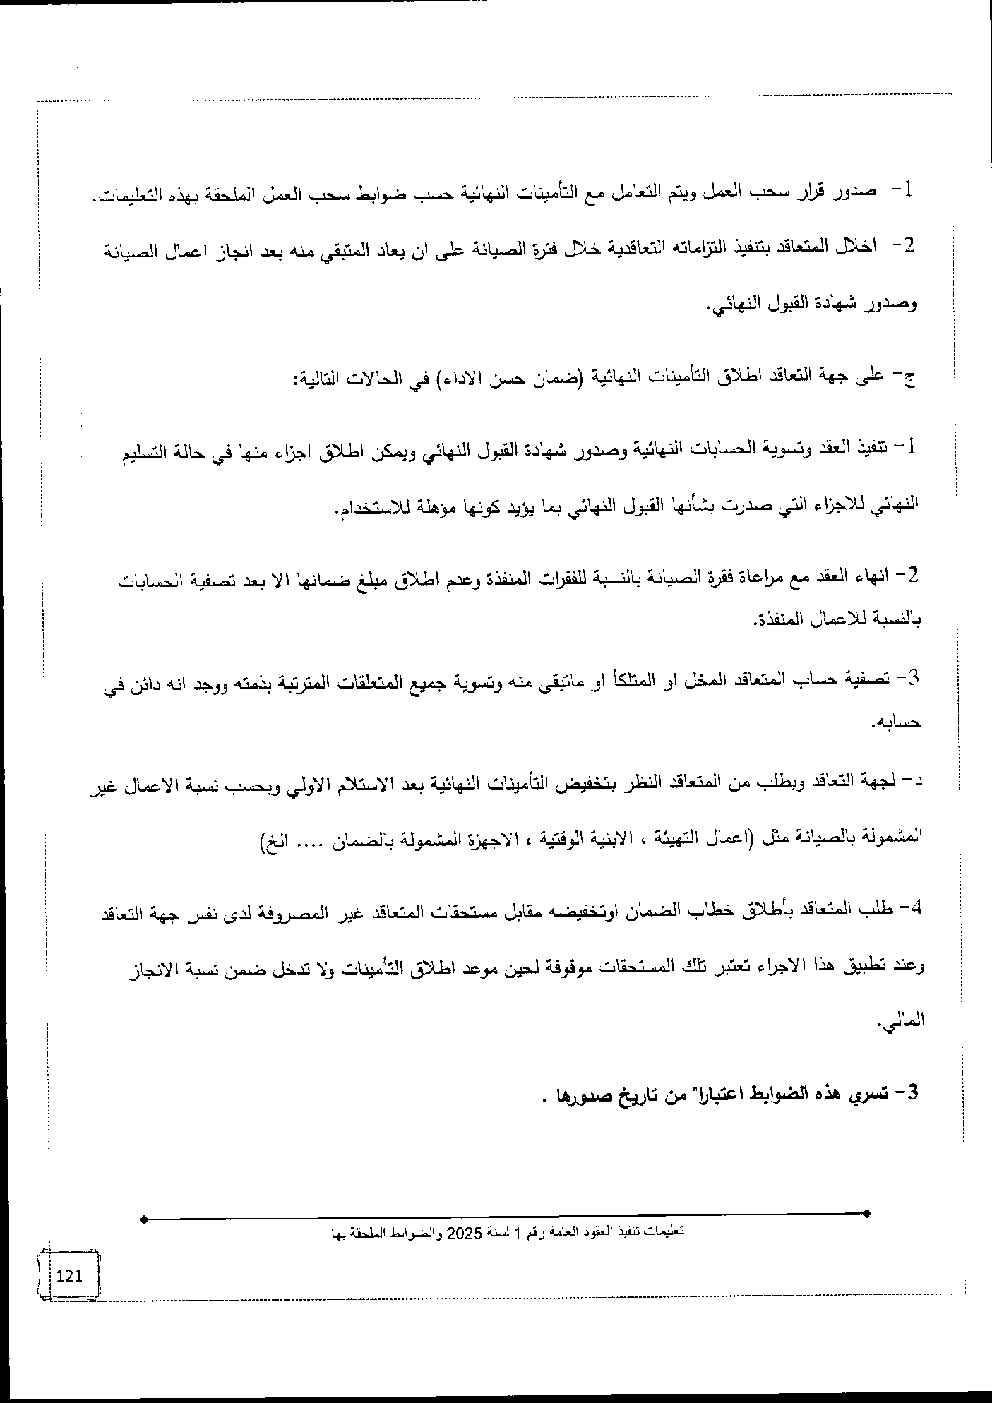 1- صدور قرار سحب العمل ويتم التعامل مع التأمينات النهائية حسب ضوابط سحب العمل الملحقة بهذه التعليمات.
2- اخلال المتعاقد بتنفيذ التزاماته التعاقدية خلال فترة الصيانة على ان يعاد المتبقي منه بعد انجاز اعمال الصيانة
وصدور شهادة القبول النهائي.
ج- على جهة التعاقد اطلاق التأمينات النهائية (ضمان حسن الاداء) في الحالات التالية:
1- تنفيذ العقد وتسوية الحسابات النهائية وصدور شهادة القبول النهائي ويمكن اطلاق اجزاء منها في حالة التسليم
النهائي للاجزاء التي صدرت بشأنها القبول النهائي بما يؤيد كونها مؤهلة للاستخدام.
2- انهاء العقد مع مراعاة فقرة الصيانة بالنسبة للفقرات المنفذة وعدم اطلاق مبلغ ضمانها الا بعد تصفية الحسابات
بالنسبة للاعمال المنفذة.
3- تصفية حساب المتعاقد المخل او المتلكأ او ماتبقى منه وتسوية جميع المتعلقات المترتبة بذمته ووجد انه دائن في
حسابه.
د- لجهة التعاقد وبطلب من المتعاقد النظر بتخفيض التأمينات النهائية بعد الاستلام الاولي وبحسب نسبة الاعمال غير
المشمولة بالصيانة مثل (اعمال التهيئة ، الابنية الوقتية ، الاجهزة المشمولة بالضمان .... الخ)
4- طلب المتعاقد بأطلاق خطاب الضمان اوتخفيضه مقابل مستحقات المتعاقد غير المصروفة لدى نفس جهة التعاقد
وعند تطبيق هذا الاجراء تعتبر تلك المستحقات موقوفة لحين موعد اطلاق التأمينات ولا تدخل ضمن نسبة الانجاز
المالي.
3- تسري هذه الضوابط اعتبارا" من تاريخ صدورها .
تعليمات تنفيذ العقود العامة رقم 1 لسنة 2025 والضوابط الملحقة بها
121